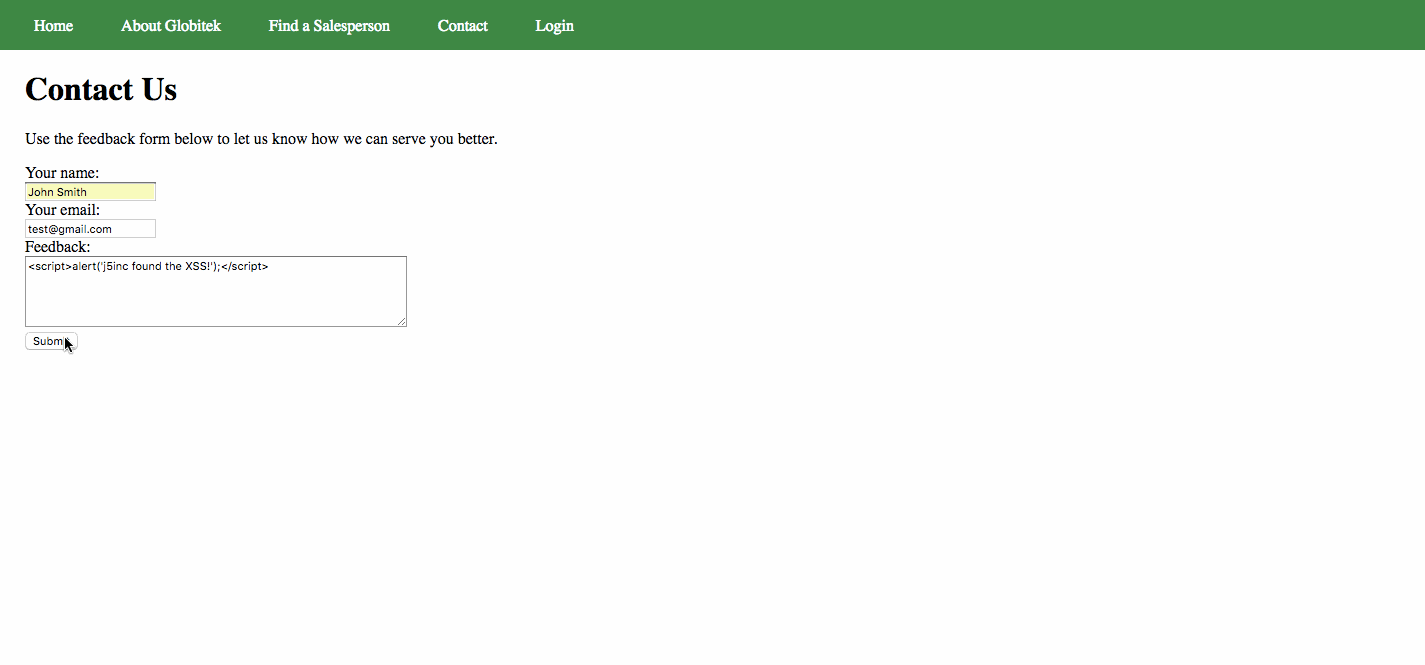 Home About Globitek Find a Salesperson Contact Login
Contact Us
Use the feedback form below to let us know how we can serve you better.
Your name:
John Smith
Your email:
test@gmail.com
Feedback:
<script>alert('j5inc found the XSS!');</script>
Subm